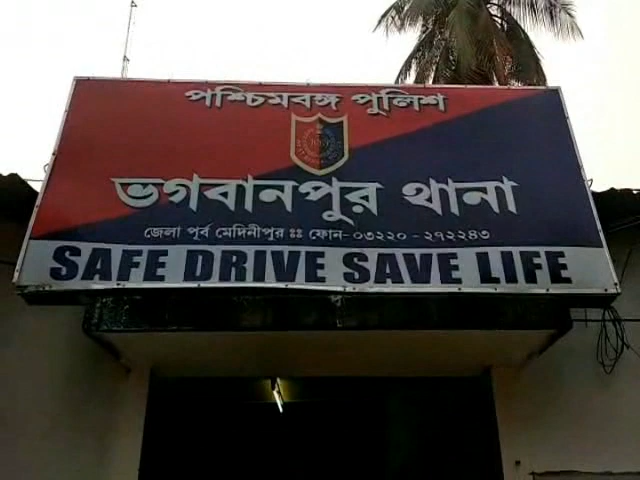 পশ্চিমবঙ্গ পুলিশ
ভগবানপুর থানা
জেলা পূর্ব মেদিনীপুর ঃঃ ফোন-০৩২২০ - ২৭২২৪৩
SAFE DRIVE SAVE LIFE